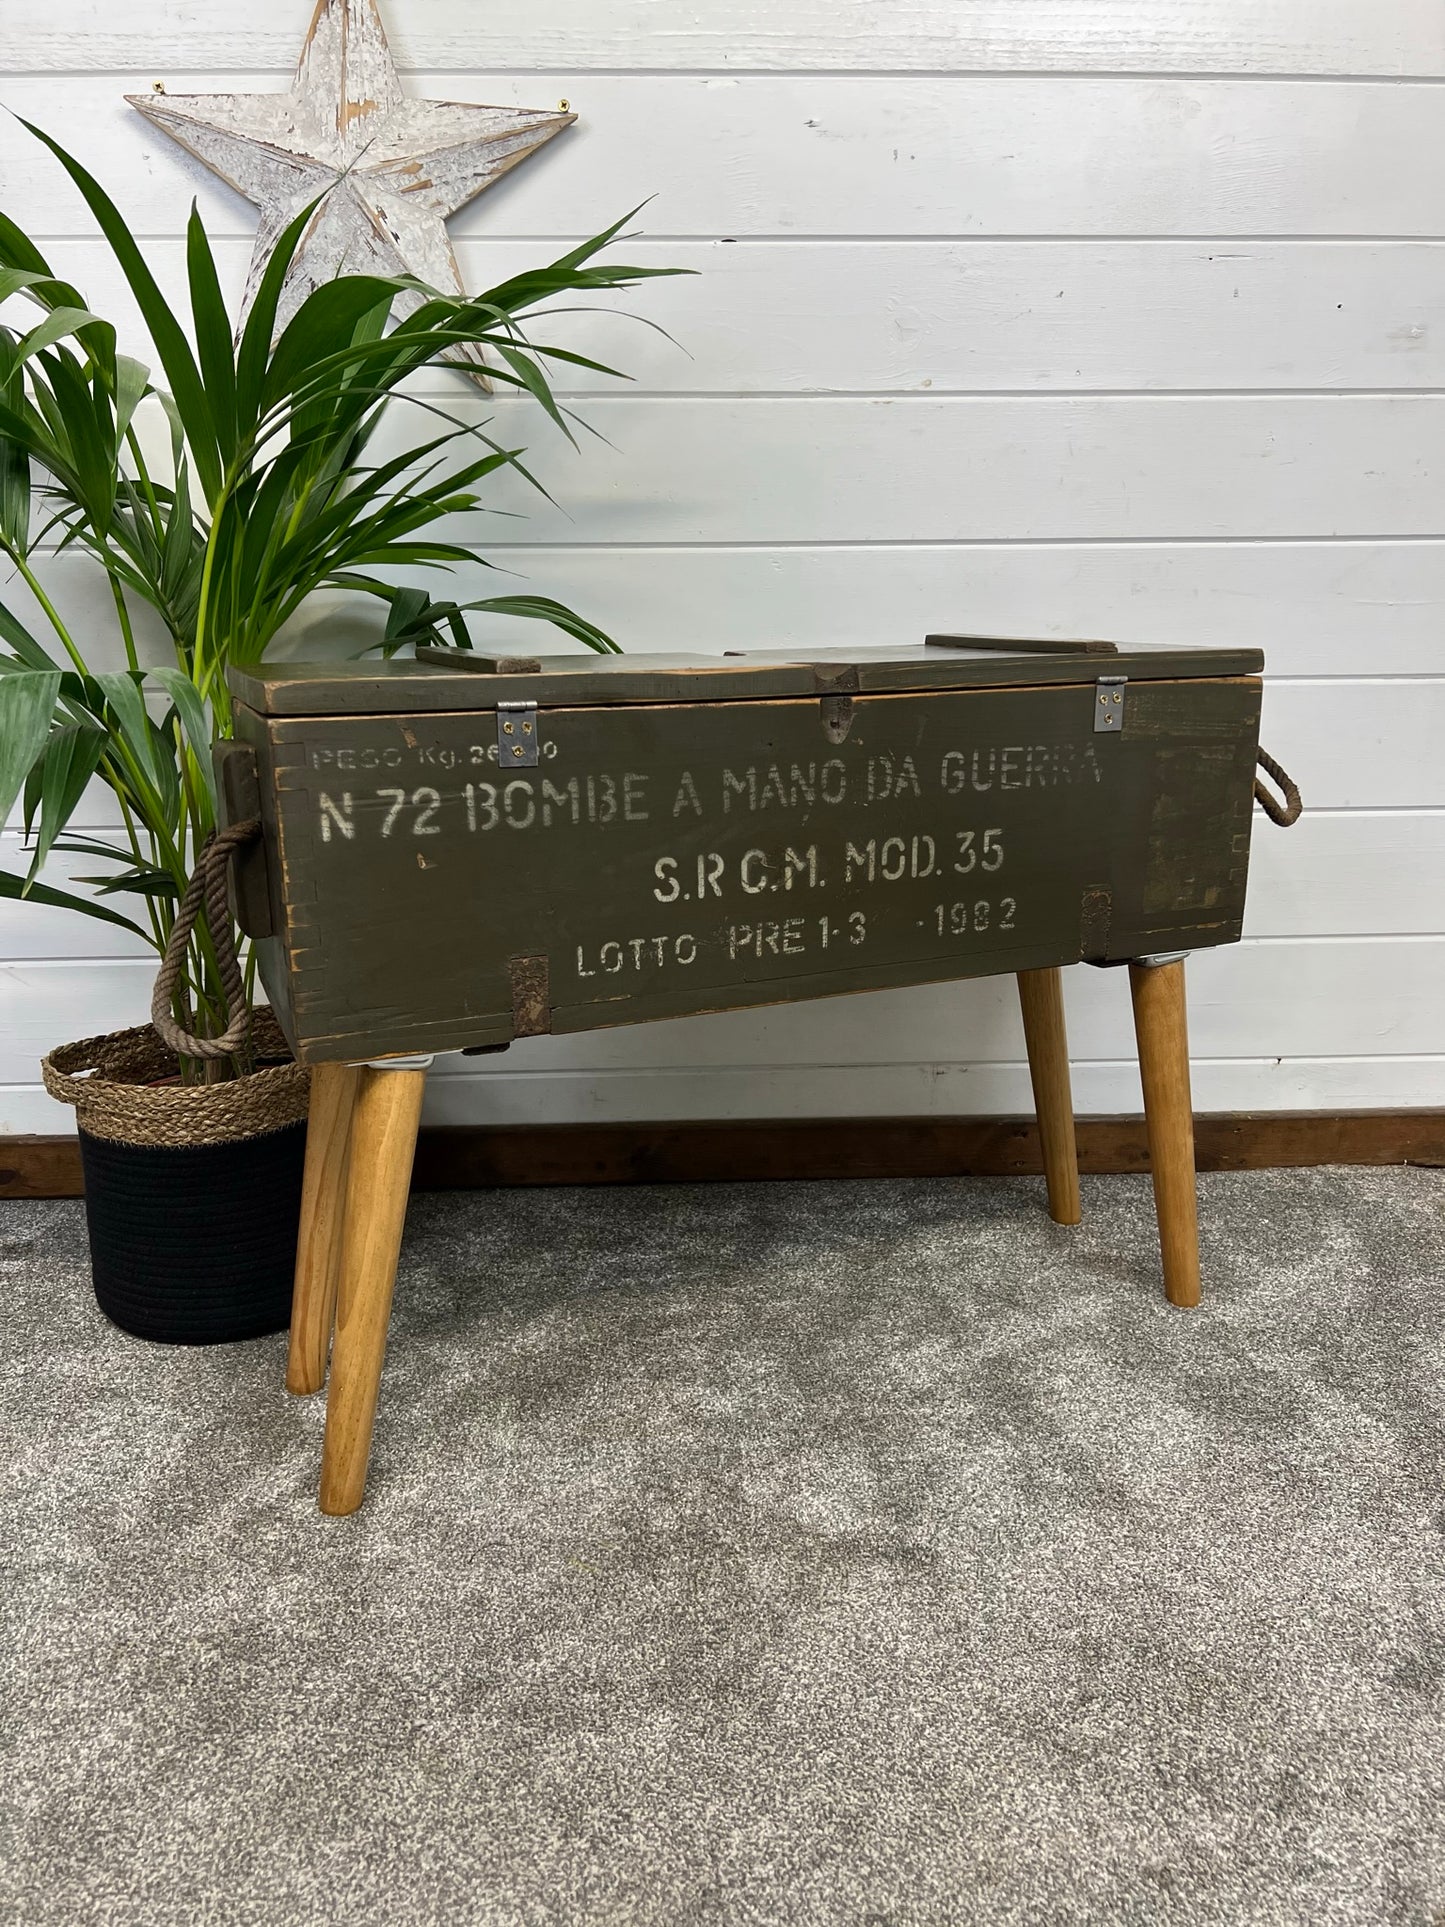 PESO Kg.
N 72 BOMBE A MANO DA GUERRA
S.R.C.M. MOD. 35
LOTTO PRE 1-3 -1982